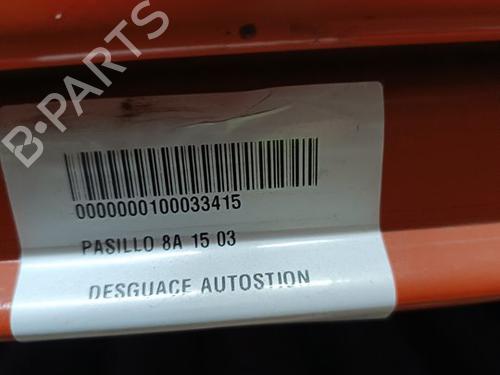 B-PARTS
0000000100033415
PASILLO 8A 15 03
DESGUACE AUTOSTION